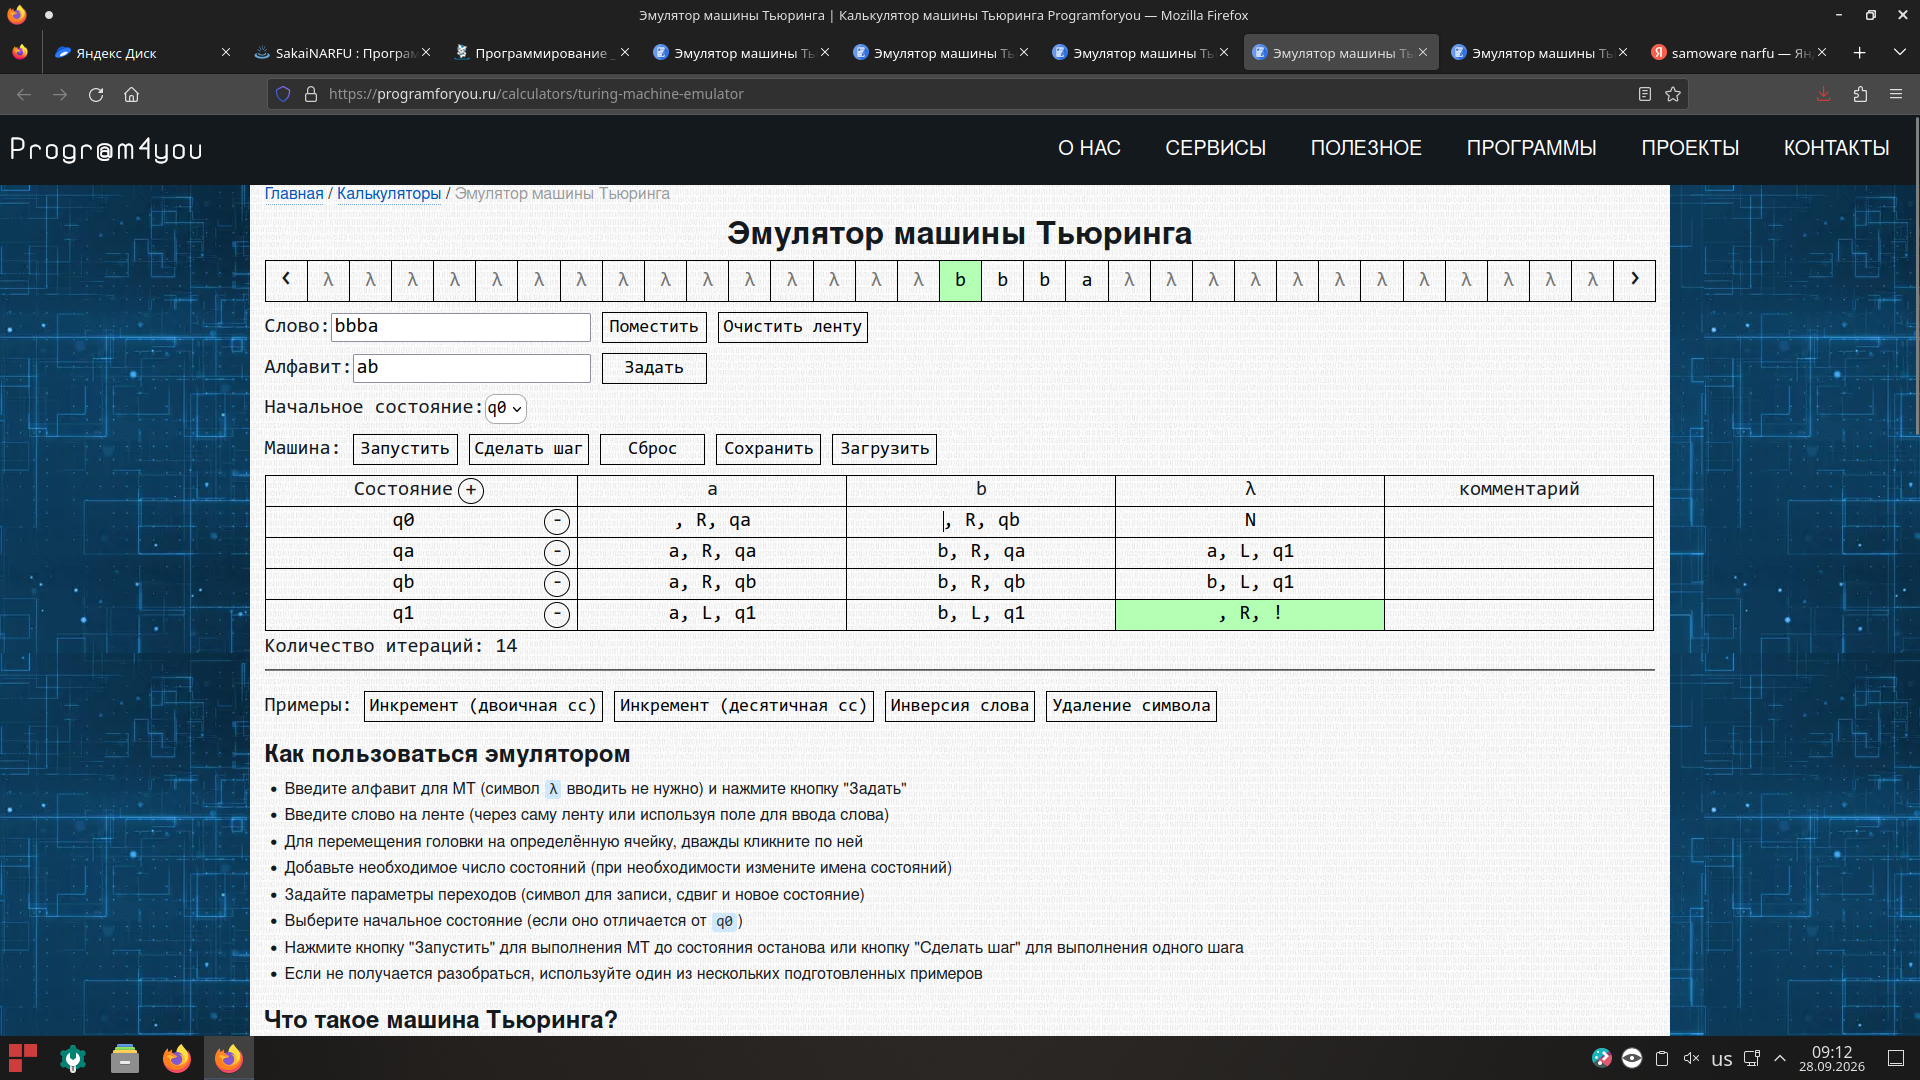 Эмулятор машины Тьюринга | Калькулятор машины Тьюринга Programforyou — Mozilla Firefox
Яндекс Диск
SakaiNARFU : Програм
Программирование_
Эмулятор машины Ть
Эмулятор машины Ть
Эмулятор машины Ть
Эмулятор машины Ть
Эмулятор машины Ть
samoware narfu — Ян
https://programforyou.ru/calculators/turing-machine-emulator
Progr@m4you
О НАС СЕРВИСЫ ПОЛЕЗНОЕ ПРОГРАММЫ ПРОЕКТЫ КОНТАКТЫ
Главная / Калькуляторы / Эмулятор машины Тьюринга
Эмулятор машины Тьюринга
λ λ λ λ λ λ λ λ λ λ λ λ λ λ λ b b b a λ λ λ λ λ λ λ λ λ λ λ λ
Слово: bbba Поместить Очистить ленту
Алфавит: ab Задать
Начальное состояние: q0
Машина: Запустить Сделать шаг Сброс Сохранить Загрузить
Состояние + a b λ комментарий
q0 - , R, qa , R, qb N
qa - a, R, qa b, R, qa a, L, q1
qb - a, R, qb b, R, qb b, L, q1
q1 - a, L, q1 b, L, q1 , R, !
Количество итераций: 14
Примеры: Инкремент (двоичная сс) Инкремент (десятичная сс) Инверсия слова Удаление символа
Как пользоваться эмулятором
• Введите алфавит для МТ (символ λ вводить не нужно) и нажмите кнопку "Задать"
• Введите слово на ленте (через саму ленту или используя поле для ввода слова)
• Для перемещения головки на определённую ячейку, дважды кликните по ней
• Добавьте необходимое число состояний (при необходимости измените имена состояний)
• Задайте параметры переходов (символ для записи, сдвиг и новое состояние)
• Выберите начальное состояние (если оно отличается от q0)
• Нажмите кнопку "Запустить" для выполнения МТ до состояния останова или кнопку "Сделать шаг" для выполнения одного шага
• Если не получается разобраться, используйте один из нескольких подготовленных примеров
Что такое машина Тьюринга?
us
09:12
28.09.2026